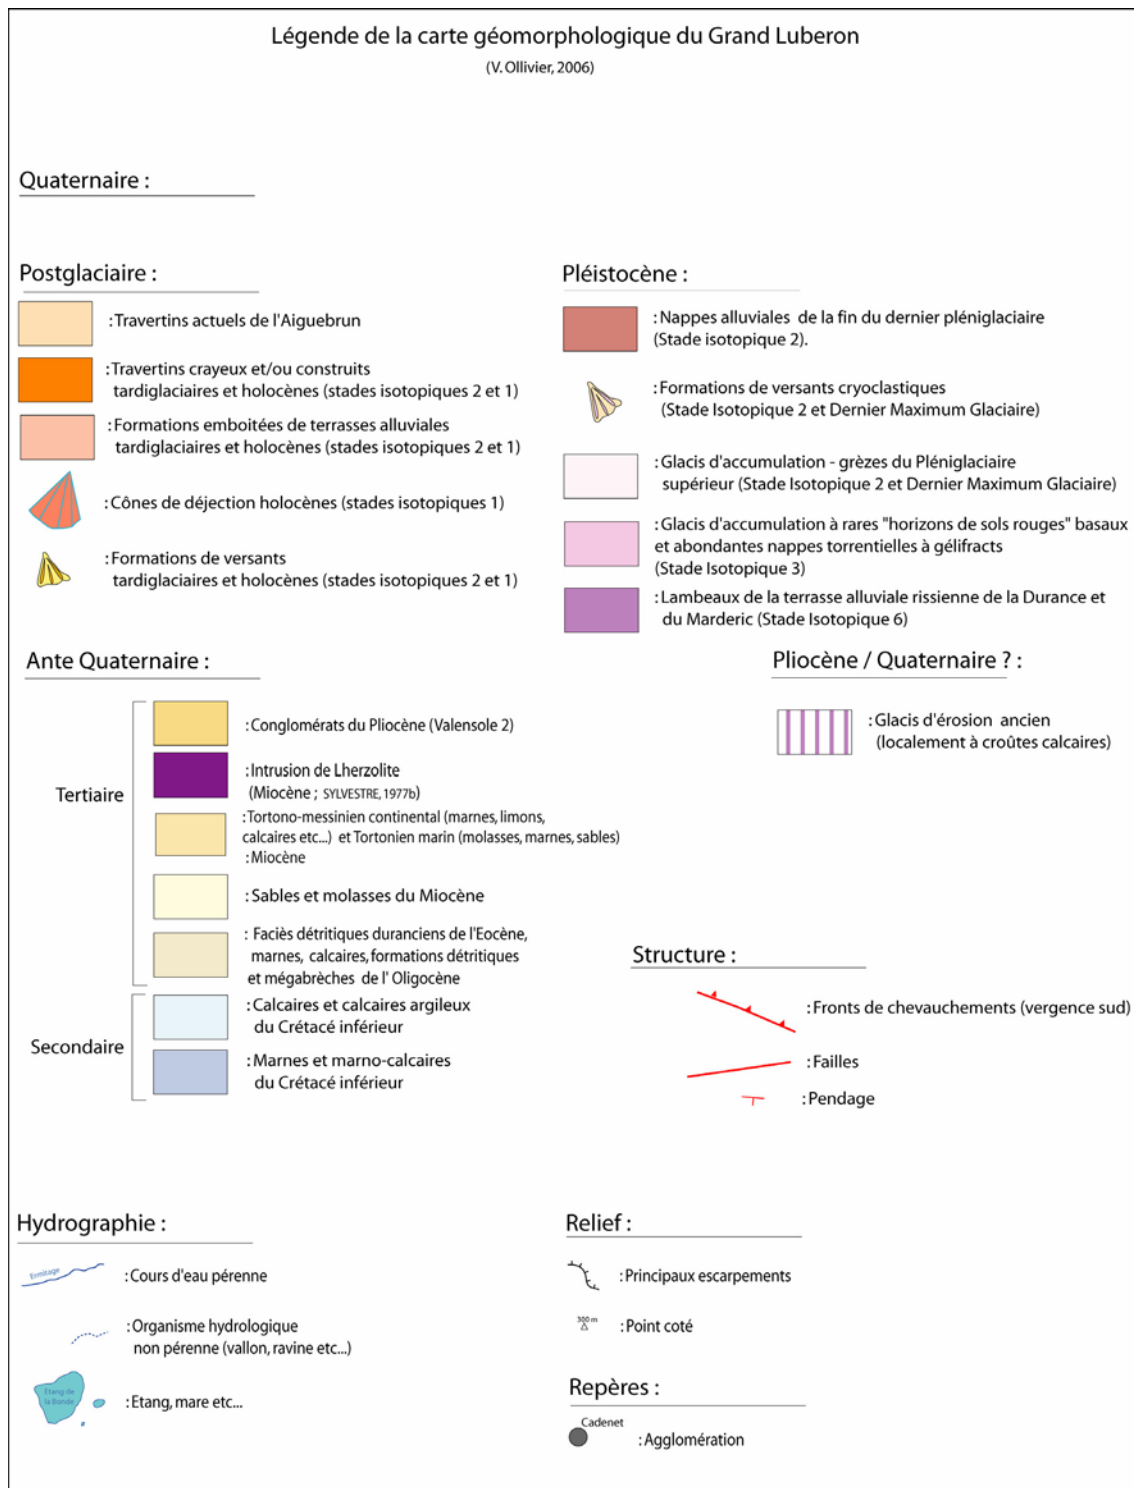 Légende de la carte géomorphologique du Grand Luberon
(V. Ollivier, 2006)
Quaternaire :
Postglaciaire :
: Travertins actuels de l'Aiguebrun
: Travertins crayeux et/ou construits
tardiglaciaires et holocènes (stades isotopiques 2 et 1)
: Formations emboitées de terrasses alluviales
tardiglaciaires et holocènes (stades isotopiques 2 et 1)
: Cônes de déjection holocènes (stades isotopiques 1)
: Formations de versants
tardiglaciaires et holocènes (stades isotopiques 2 et 1)
Pléistocène :
: Nappes alluviales de la fin du dernier pléniglaciaire
(Stade isotopique 2).
: Formations de versants cryoclastiques
(Stade Isotopique 2 et Dernier Maximum Glaciaire)
: Glacis d'accumulation - grèzes du Pléniglaciaire
supérieur (Stade Isotopique 2 et Dernier Maximum Glaciaire)
: Glacis d'accumulation à rares "horizons de sols rouges" basaux
et abondantes nappes torrentielles à gélifracts
(Stade Isotopique 3)
: Lambeaux de la terrasse alluviale rissienne de la Durance et
du Marderic (Stade Isotopique 6)
Ante Quaternaire :
Tertiaire
: Conglomérats du Pliocène (Valensole 2)
: Intrusion de Lherzolite
(Miocène ; SYLVESTRE, 1977b)
: Tortono-messinien continental (marnes, limons,
calcaires etc...) et Tortonien marin (molasses, marnes, sables)
: Miocène
: Sables et molasses du Miocène
: Faciès détritiques duranciens de l'Eocène,
marnes, calcaires, formations détritiques
et mégabrèches de l' Oligocène
Secondaire
: Calcaires et calcaires argileux
du Crétacé inférieur
: Marnes et marno-calcaires
du Crétacé inférieur
Pliocène / Quaternaire ? :
: Glacis d'érosion ancien
(localement à croûtes calcaires)
Structure :
: Fronts de chevauchements (vergence sud)
: Failles
: Pendage
Hydrographie :
Ermitage
: Cours d'eau pérenne
: Organisme hydrologique
non pérenne (vallon, ravine etc...)
Etang de
la Bonde
: Etang, mare etc...
Relief :
: Principaux escarpements
300 m
: Point coté
Repères :
Cadenet
: Agglomération